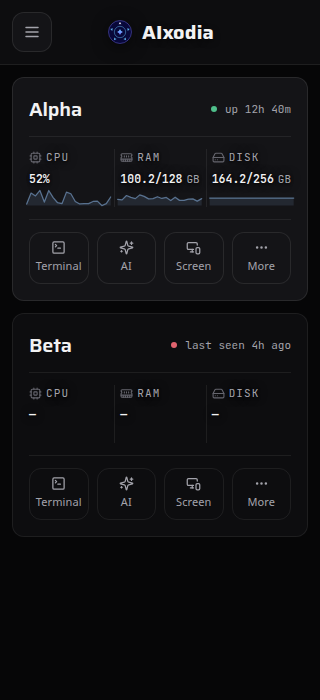 AIxodia
Alpha
up 12h 40m
CPU
RAM
DISK
52%
100.2/128 GB
164.2/256 GB
Terminal
AI
Screen
More
Beta
last seen 4h ago
CPU
RAM
DISK
–
–
–
Terminal
AI
Screen
More